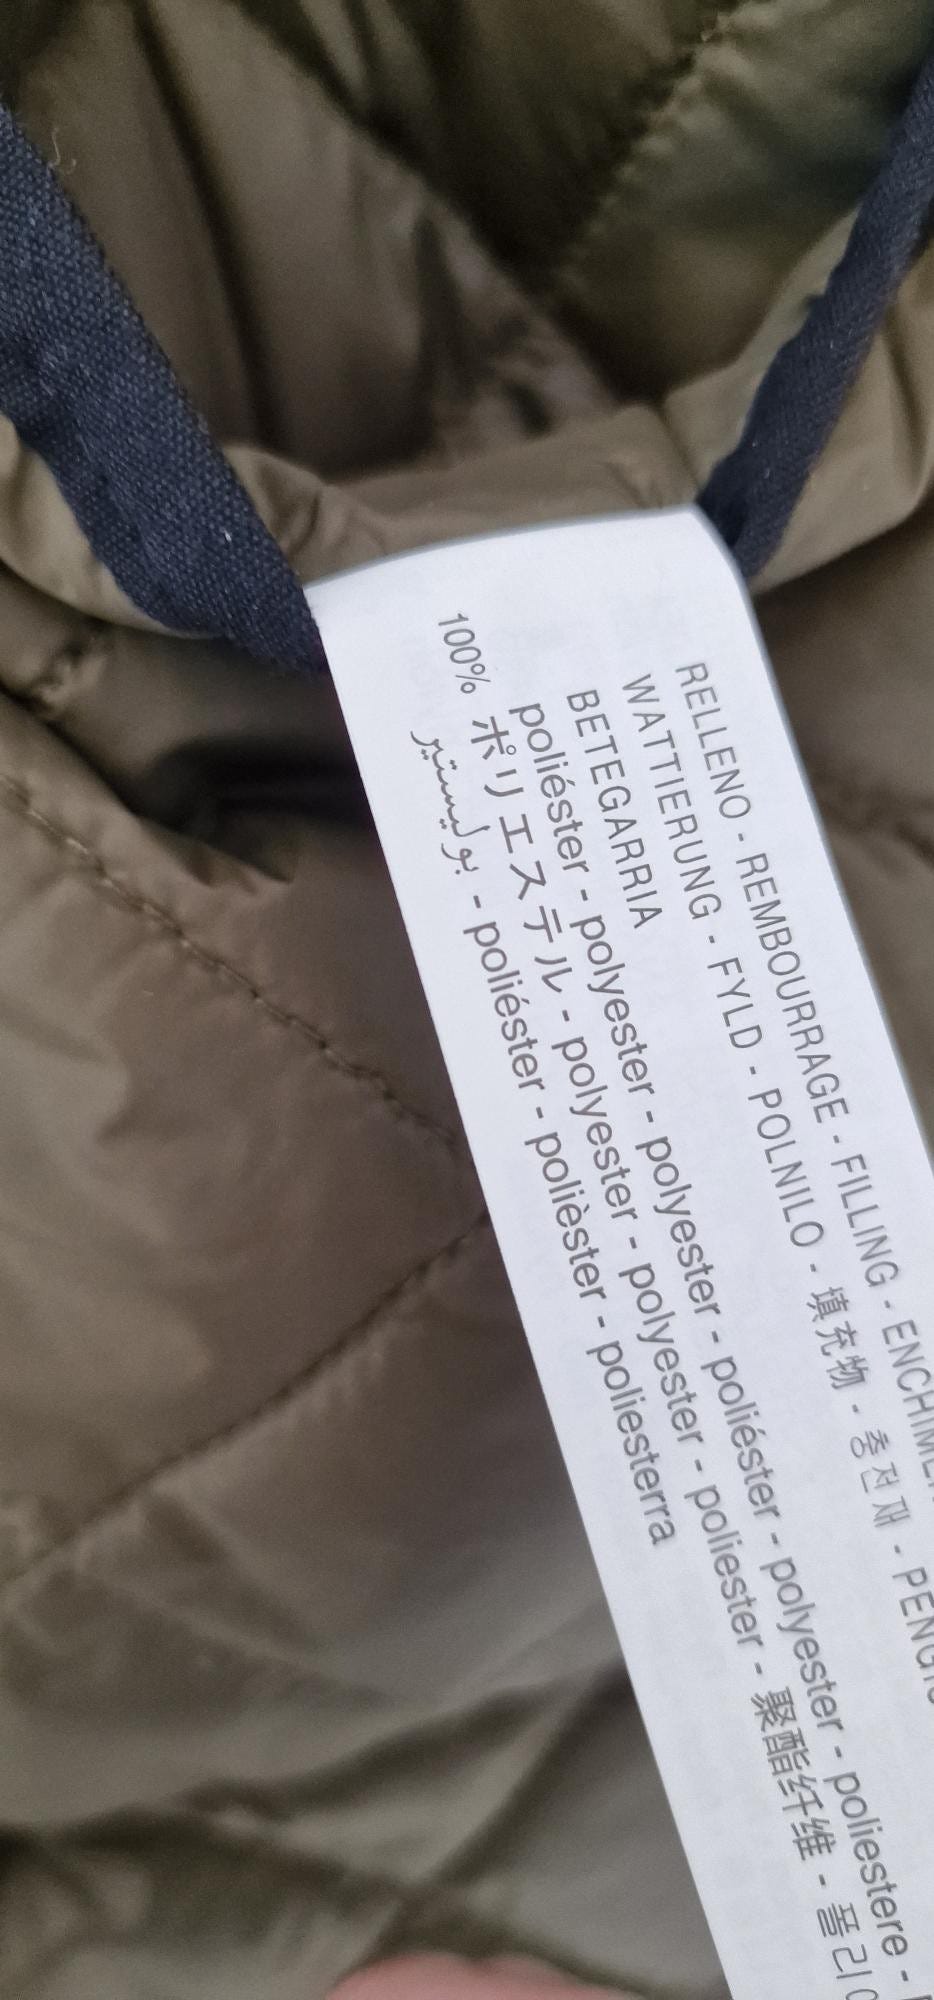 RELLENO - REMBOURRAGE - FILLING -
WATTIERUNG - FYLD - POLNILO - 填充物 - 충전재 -
BETEGARRIA
poliéster - polyester - polyester - poliéster - polyester - poliestere -
100% ポリエステル - polyester - polyester - poliester - 聚酯纤维 -
بوليستير - poliéster - polièster - poliesterra